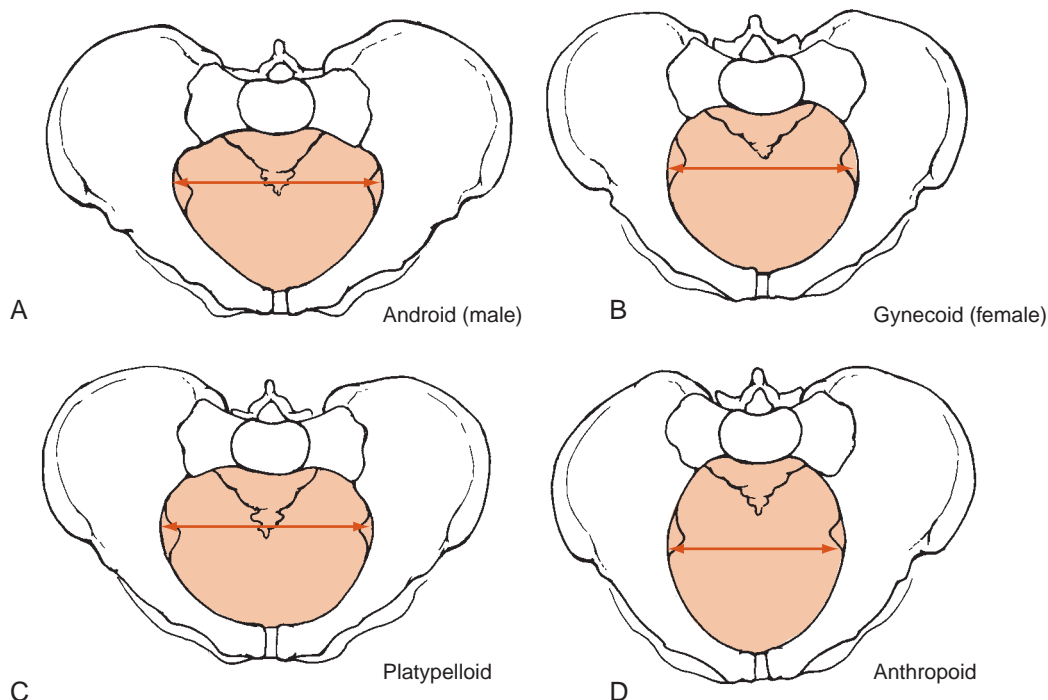 A
Android (male)
B
Gynecoid (female)
C
Platypelloid
D
Anthropoid